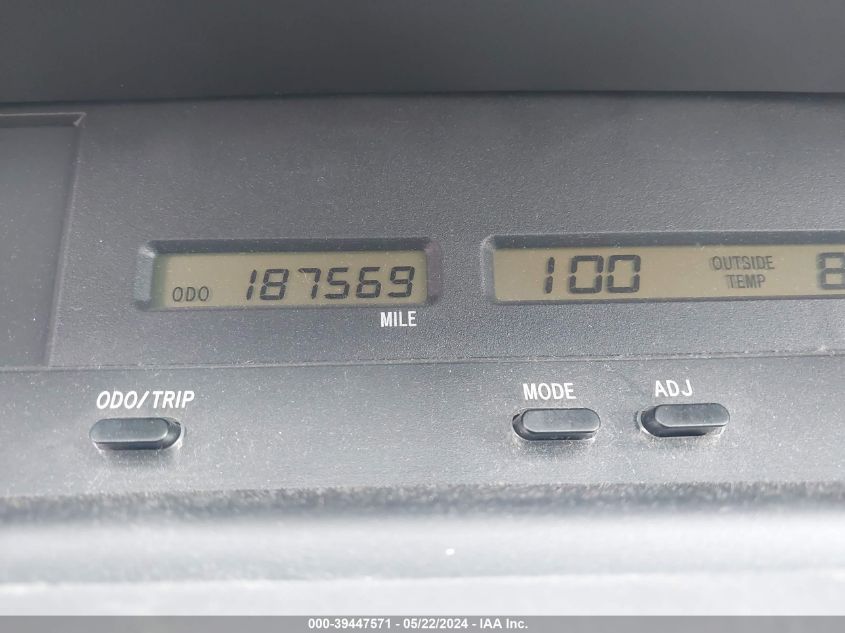 ODO 187569
MILE
100 OUTSIDE
TEMP
ODO/TRIP
MODE
ADJ
000-39447571 - 05/22/2024 - IAA Inc.